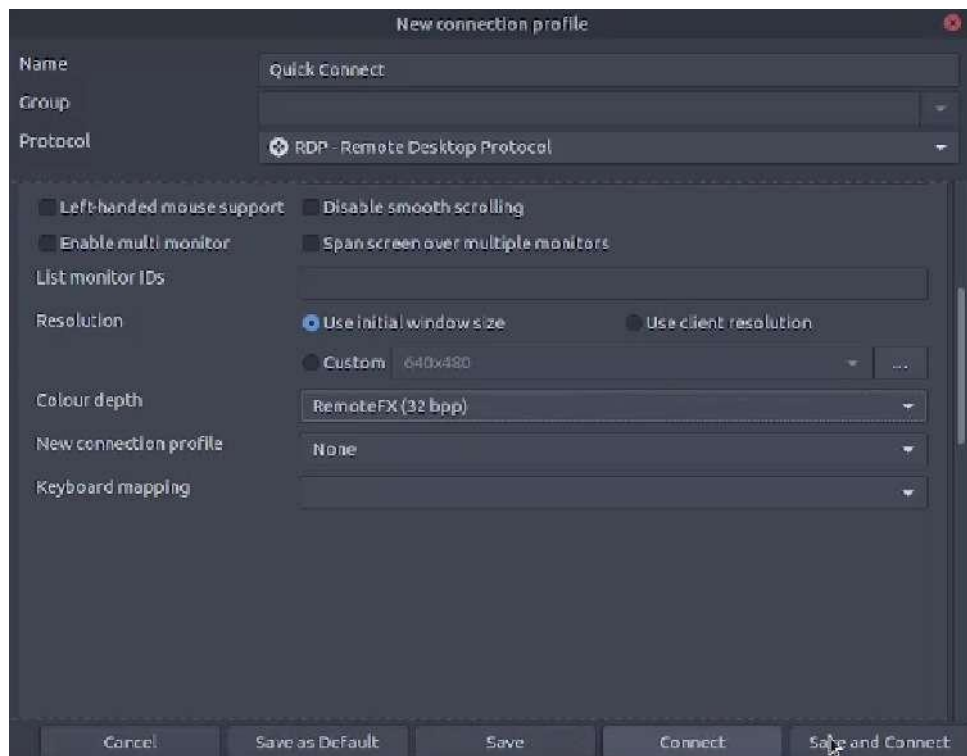 New connection profile
Name
Quick Connect
Group
Protocol
RDP - Remote Desktop Protocol
Left-handed mouse support
Disable smooth scrolling
Enable multi monitor
Span screen over multiple monitors
List monitor IDs
Resolution
Use initial window size
Use client resolution
Custom
640x480
...
Colour depth
RemoteFX (32 bpp)
New connection profile
None
Keyboard mapping
Cancel
Save as Default
Save
Connect
Save and Connect